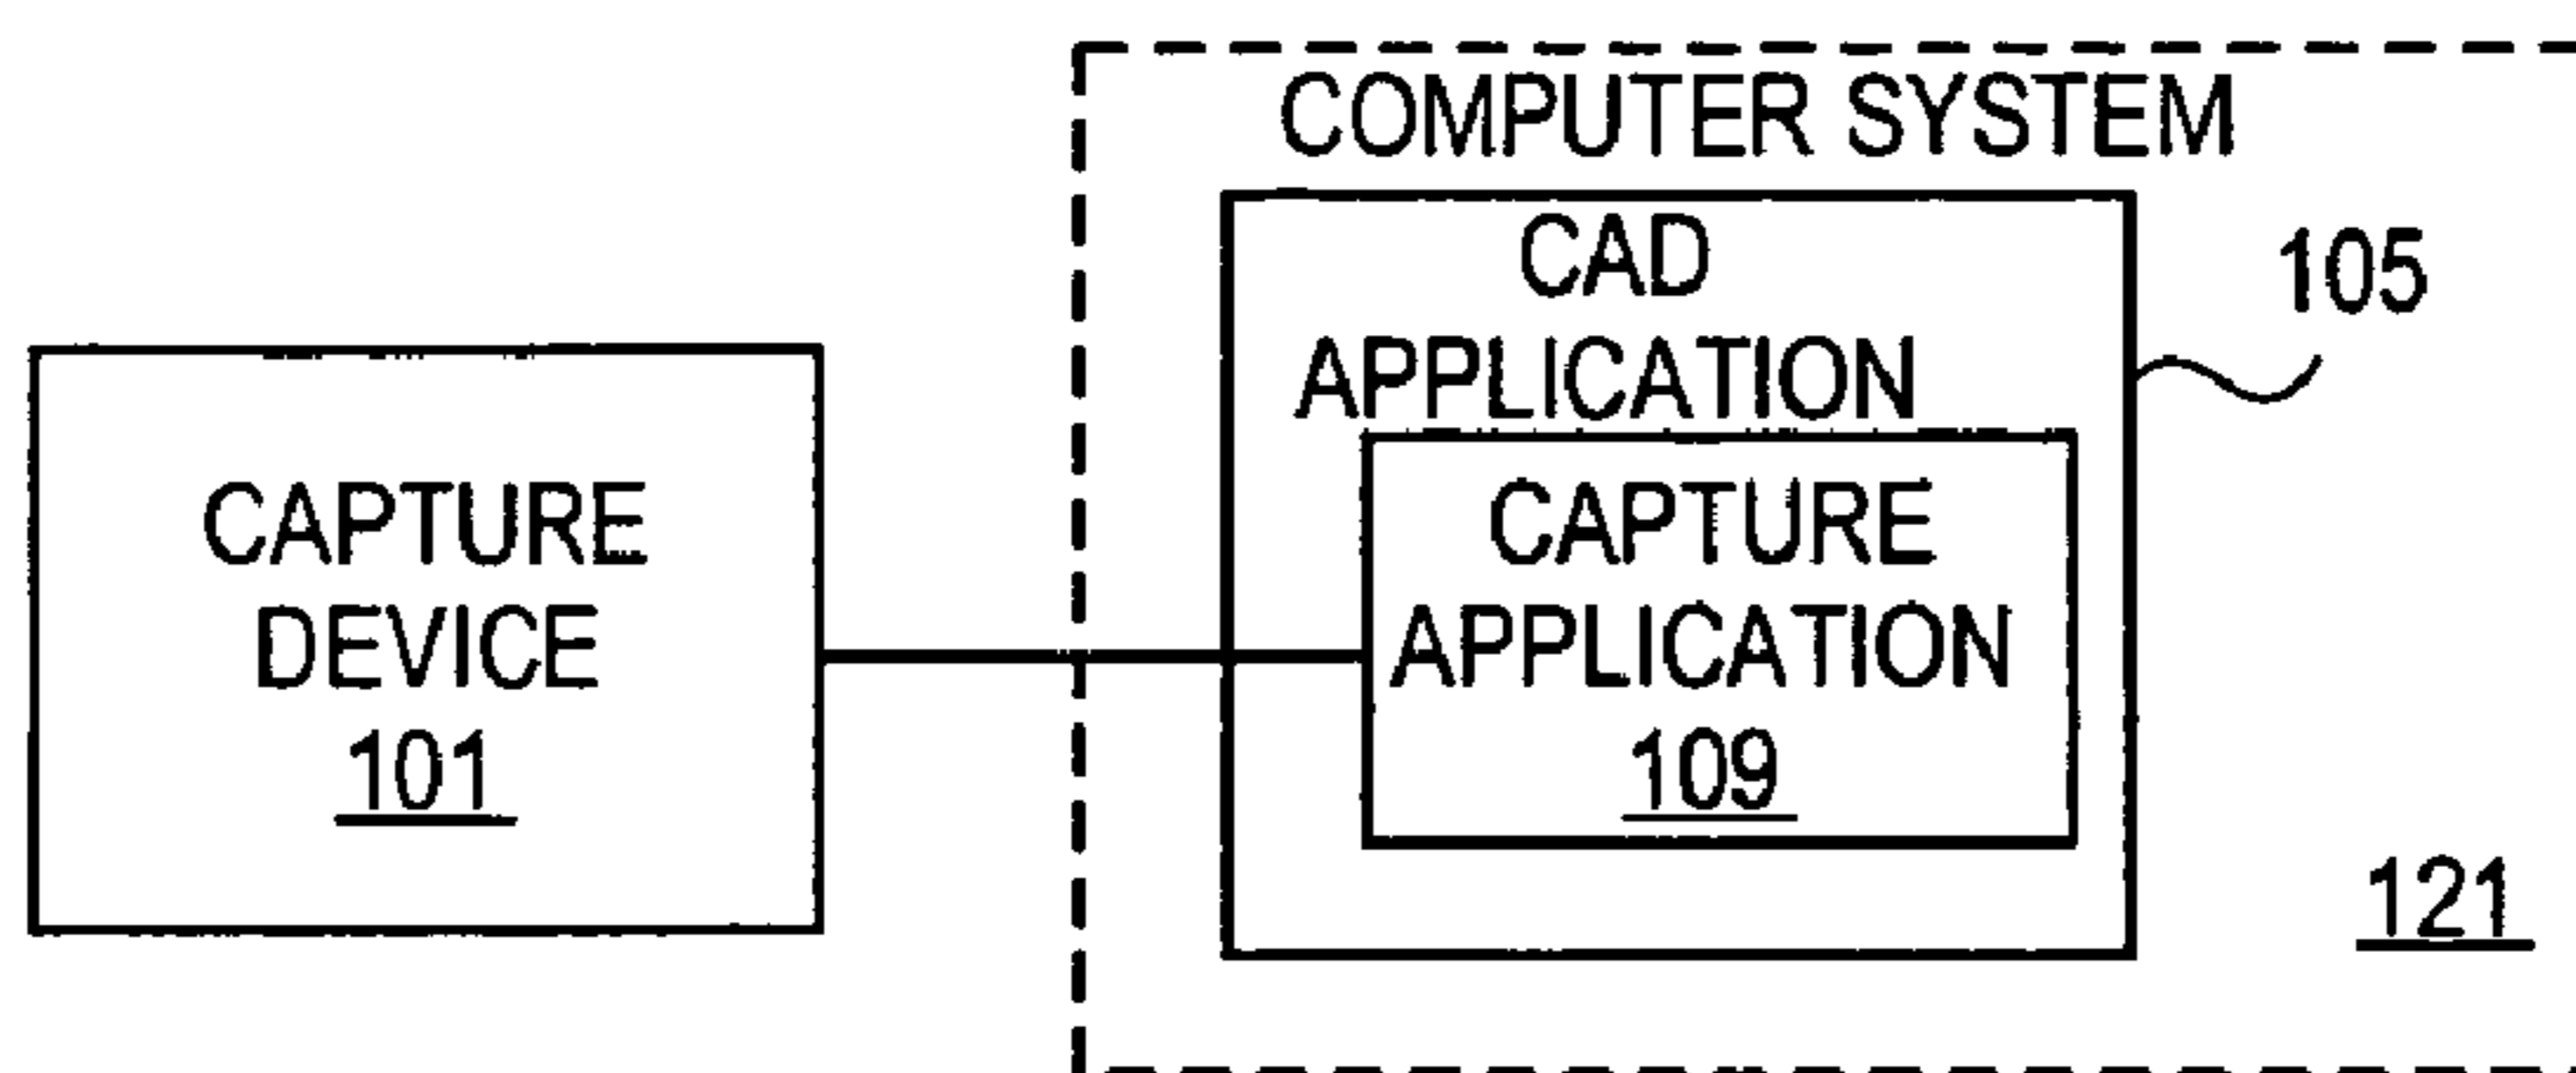 COMPUTER SYSTEM
CAD
APPLICATION
105
CAPTURE
DEVICE
101
CAPTURE
APPLICATION
109
121